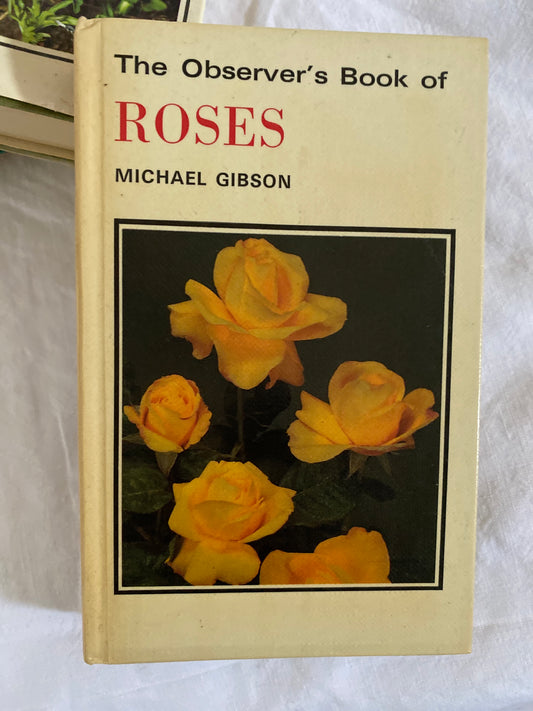 The Observer's Book of
ROSES
MICHAEL GIBSON